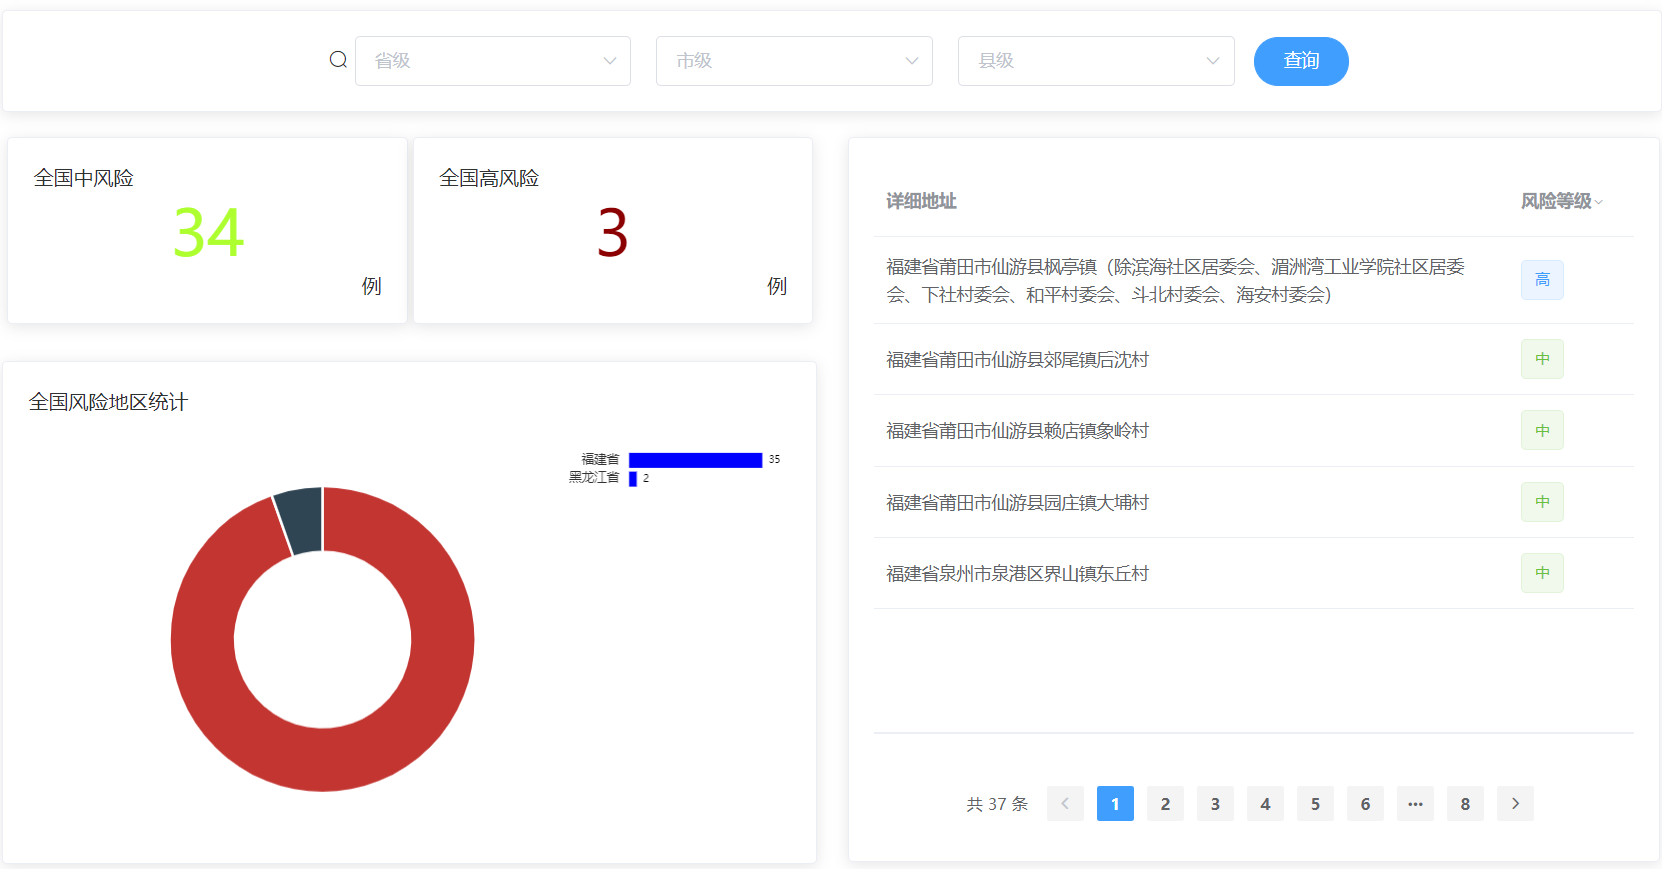 省级
市级
县级
查询
全国中风险
34
例
全国高风险
3
例
全国风险地区统计
福建省 35
黑龙江省 2
详细地址 风险等级
福建省莆田市仙游县枫亭镇（除滨海社区居委会、湄洲湾工业学院社区居委
会、下社村委会、和平村委会、斗北村委会、海安村委会）
高
福建省莆田市仙游县郊尾镇后沈村 中
福建省莆田市仙游县赖店镇象岭村 中
福建省莆田市仙游县园庄镇大埔村 中
福建省泉州市泉港区界山镇东丘村 中
共 37 条 1 2 3 4 5 6 ··· 8